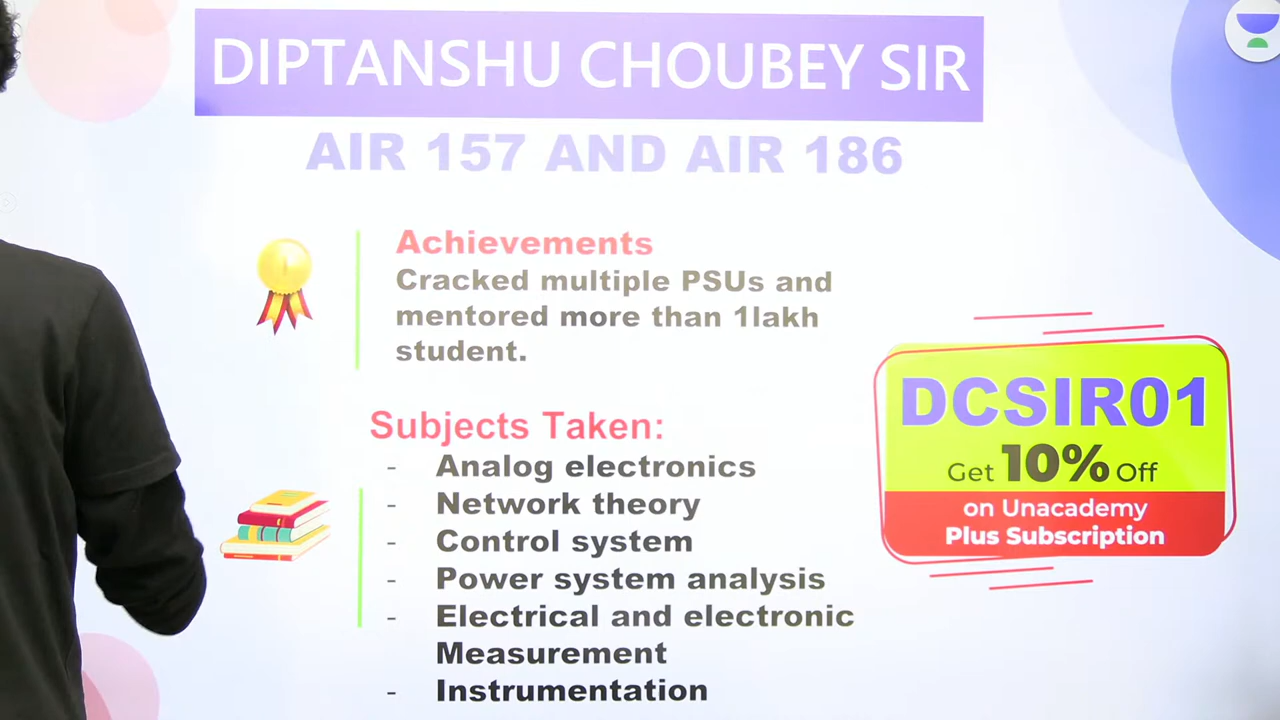 DIPTANSHU CHOUBEY SIR
AIR 157 AND AIR 186
Achievements
Cracked multiple PSUs and
mentored more than 1lakh
student.
Subjects Taken:
- Analog electronics
- Network theory
- Control system
- Power system analysis
- Electrical and electronic
Measurement
- Instrumentation
DCSIR01
Get 10% Off
on Unacademy
Plus Subscription